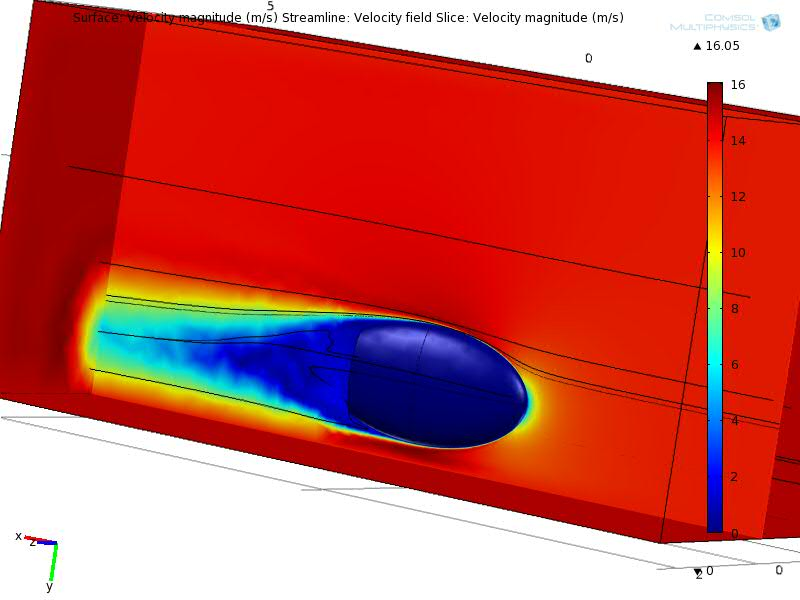 5
Surface: Velocity magnitude (m/s) Streamline: Velocity field Slice: Velocity magnitude (m/s)
COMSOL
MULTIPHYSICS
▲ 16.05
0
16
14
12
10
8
6
4
2
0
x
z
y
▼ 0
2
0